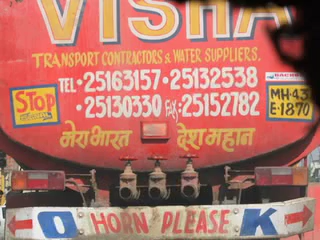 VISHA
TRANSPORT CONTRACTORS & WATER SUPPLIERS.
TEL • 25163157 • 25132538
STOP
• 25130330 FAX: 25152782
MH-43
E-1870
मेरा भारत देश महान
O HORN PLEASE K